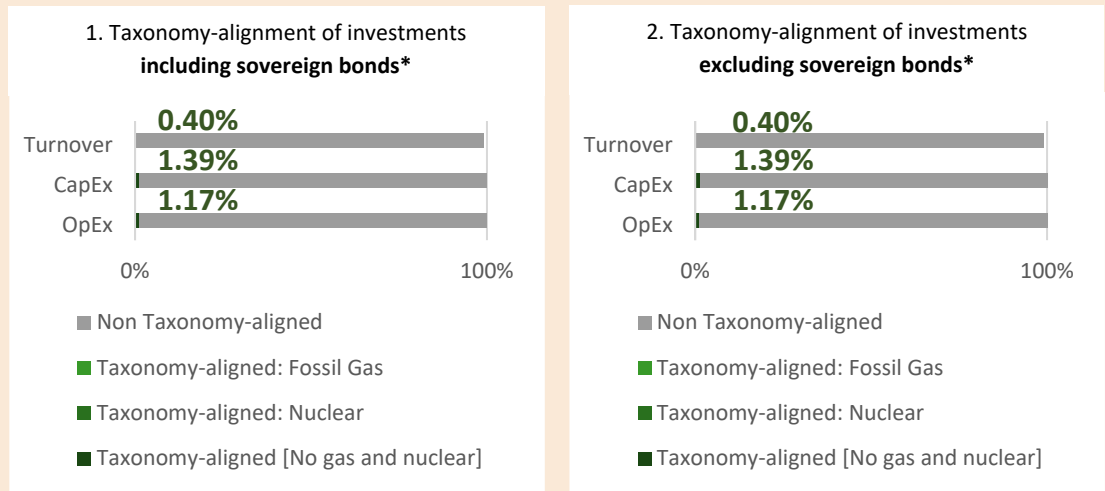 1. Taxonomy-alignment of investments
including sovereign bonds*
0.40%
Turnover
1.39%
CapEx
1.17%
OpEx
0%
100%
Non Taxonomy-aligned
Taxonomy-aligned: Fossil Gas
Taxonomy-aligned: Nuclear
Taxonomy-aligned [No gas and nuclear]
2. Taxonomy-alignment of investments
excluding sovereign bonds*
0.40%
Turnover
1.39%
CapEx
1.17%
OpEx
0%
100%
Non Taxonomy-aligned
Taxonomy-aligned: Fossil Gas
Taxonomy-aligned: Nuclear
Taxonomy-aligned [No gas and nuclear]